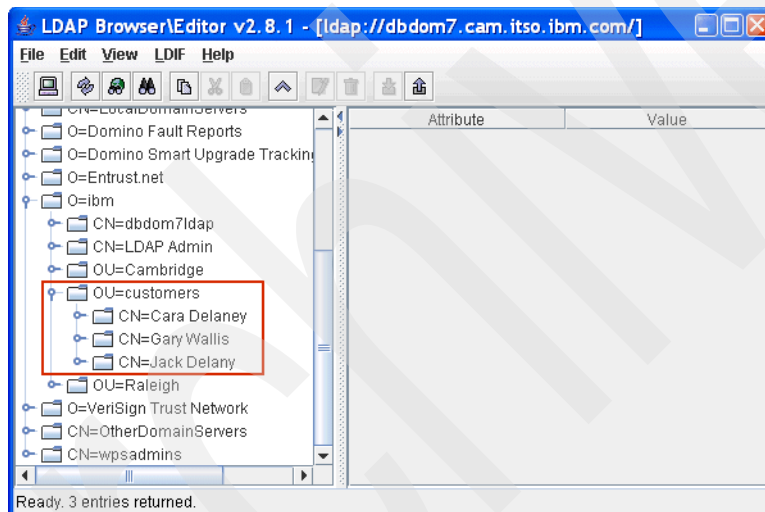 LDAP Browser\Editor v2.8.1 - [ldap://dbdom7.cam.itso.ibm.com/]
File Edit View LDIF Help
Attribute Value
CN=LocalDomainServers
O=Domino Fault Reports
O=Domino Smart Upgrade Tracking
O=Entrust.net
O=ibm
CN=dbdom7ldap
CN=LDAP Admin
OU=Cambridge
OU=customers
CN=Cara Delaney
CN=Gary Wallis
CN=Jack Delany
OU=Raleigh
O=VeriSign Trust Network
CN=OtherDomainServers
CN=wpsadmins
Ready. 3 entries returned.